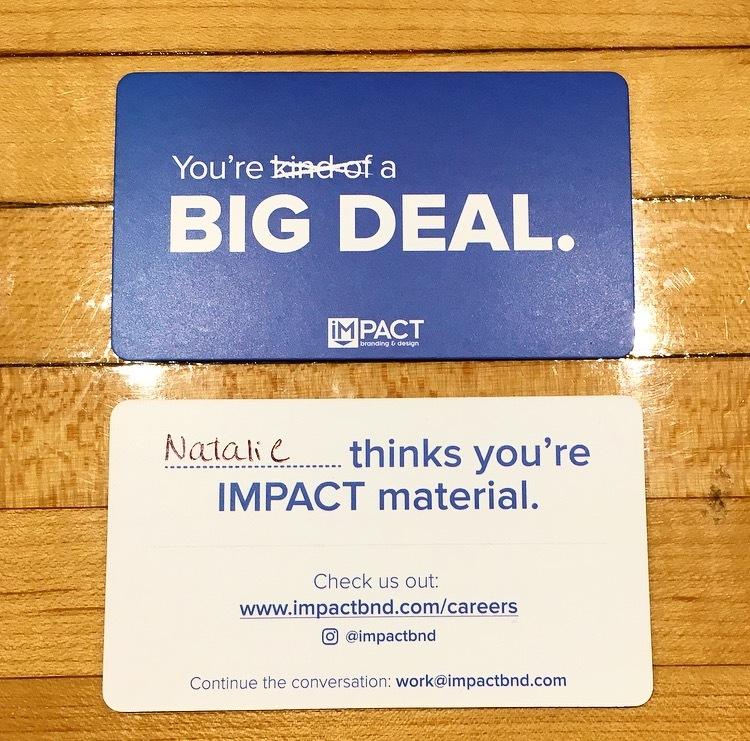 You're kind of a
BIG DEAL.
iMPACT
branding & design
Natalie thinks you're
IMPACT material.
Check us out:
www.impactbnd.com/careers
@impactbnd
Continue the conversation: work@impactbnd.com